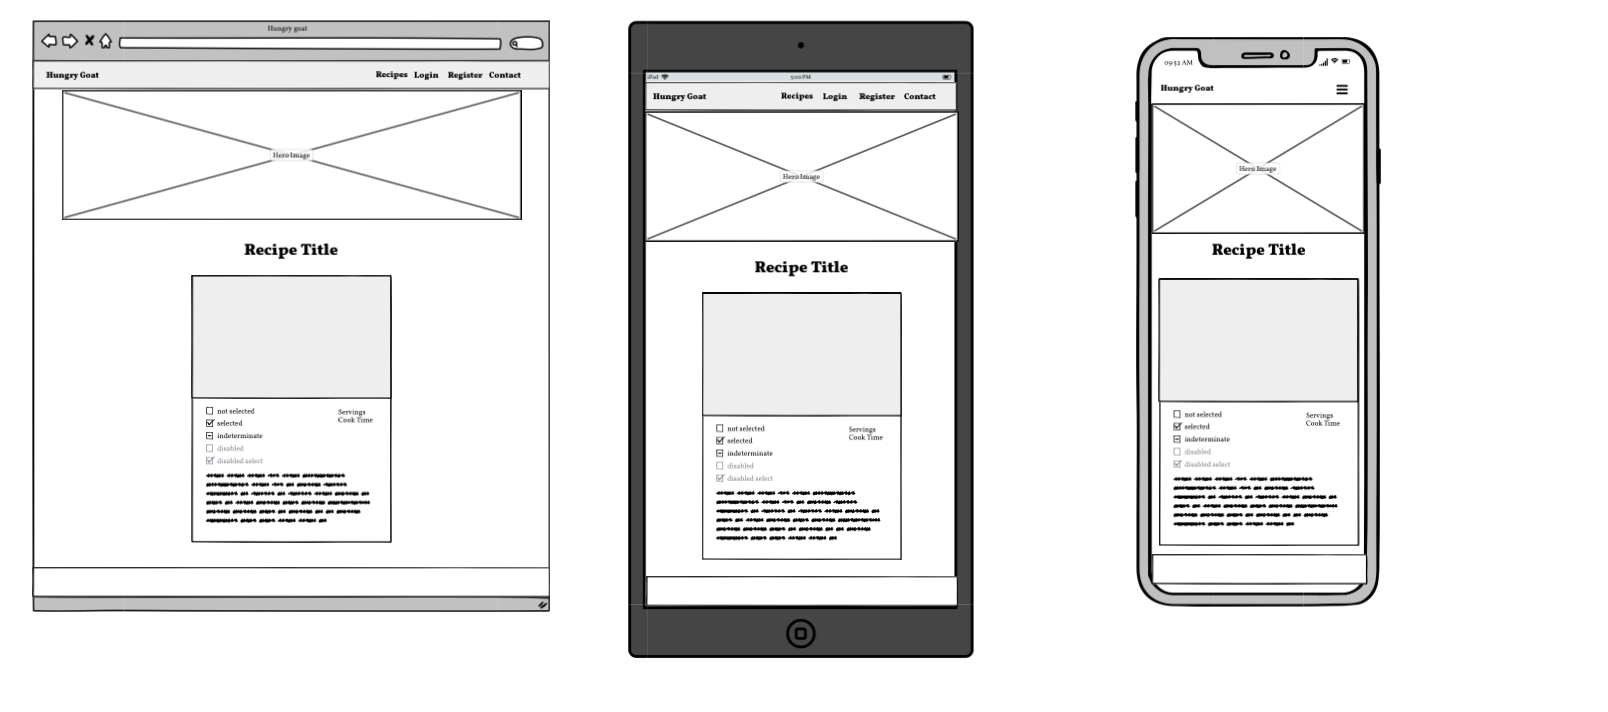 Hungry goat
Hungry Goat Recipes Login Register Contact
Hero Image
Recipe Title
not selected
selected
indeterminate
disabled
disabled select
Servings
Cook Time
iPad 5:00 PM
Hungry Goat Recipes Login Register Contact
Hero Image
Recipe Title
not selected
selected
indeterminate
disabled
disabled select
Servings
Cook Time
09:52 AM
Hungry Goat
Hero Image
Recipe Title
not selected
selected
indeterminate
disabled
disabled select
Servings
Cook Time